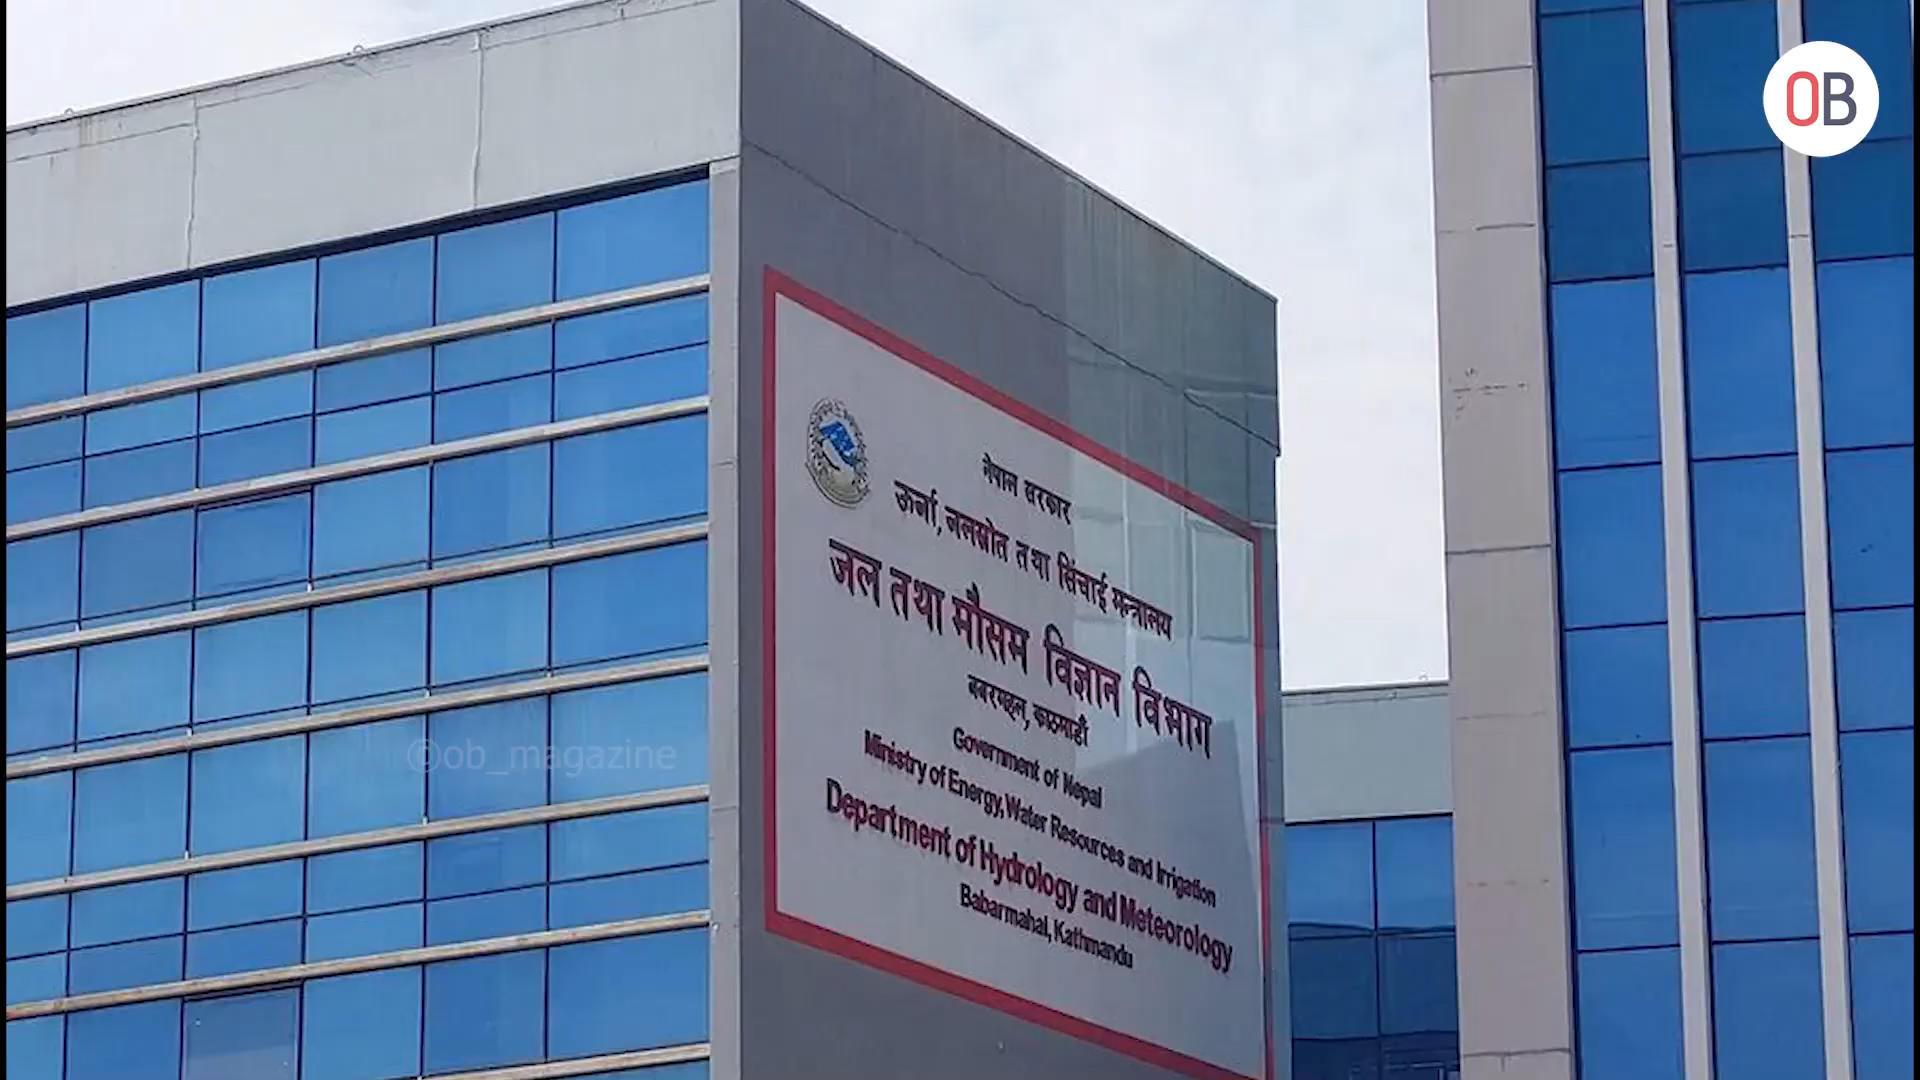 OB
नेपाल सरकार
ऊर्जा, जलस्रोत तथा सिंचाई मन्त्रालय
जल तथा मौसम विज्ञान विभाग
बबरमहल, काठमाडौं
Government of Nepal
Ministry of Energy, Water Resources and Irrigation
Department of Hydrology and Meteorology
Babarmahal, Kathmandu
©ob_magazine